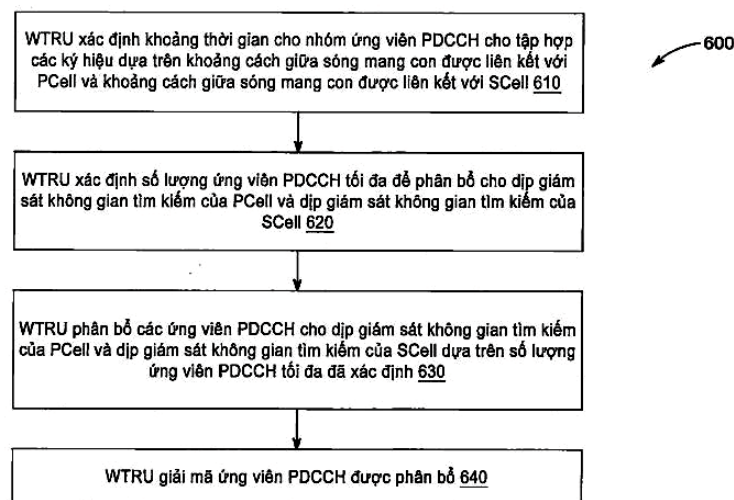 WTRU xác định khoảng thời gian cho nhóm ứng viên PDCCH cho tập hợp
các ký hiệu dựa trên khoảng cách giữa sóng mang con được liên kết với
PCell và khoảng cách giữa sóng mang con được liên kết với SCell 610
600
WTRU xác định số lượng ứng viên PDCCH tối đa để phân bổ cho dịp giám
sát không gian tìm kiếm của PCell và dịp giám sát không gian tìm kiếm của
SCell 620
WTRU phân bổ các ứng viên PDCCH cho dịp giám sát không gian tìm kiếm
của PCell và dịp giám sát không gian tìm kiếm của SCell dựa trên số lượng
ứng viên PDCCH tối đa đã xác định 630
WTRU giải mã ứng viên PDCCH được phân bổ 640